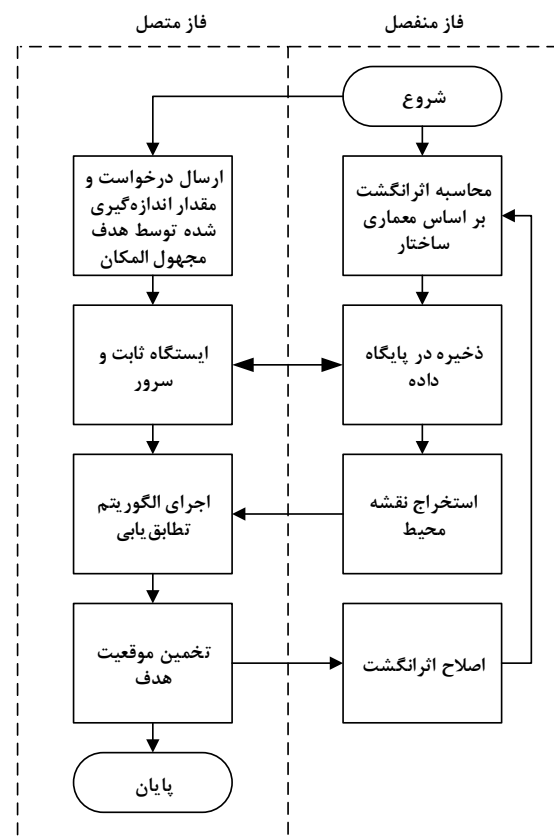 فاز منفصل
فاز متصل
شروع
محاسبه اثرانگشت
بر اساس معماری
ساختار
ارسال درخواست و
مقدار اندازه‌گیری
شده توسط هدف
مجهول المکان
ذخیره در پایگاه
داده
ایستگاه ثابت و
سرور
استخراج نقشه
محیط
اجرای الگوریتم
تطابق‌یابی
اصلاح اثرانگشت
تخمین موقعیت
هدف
پایان